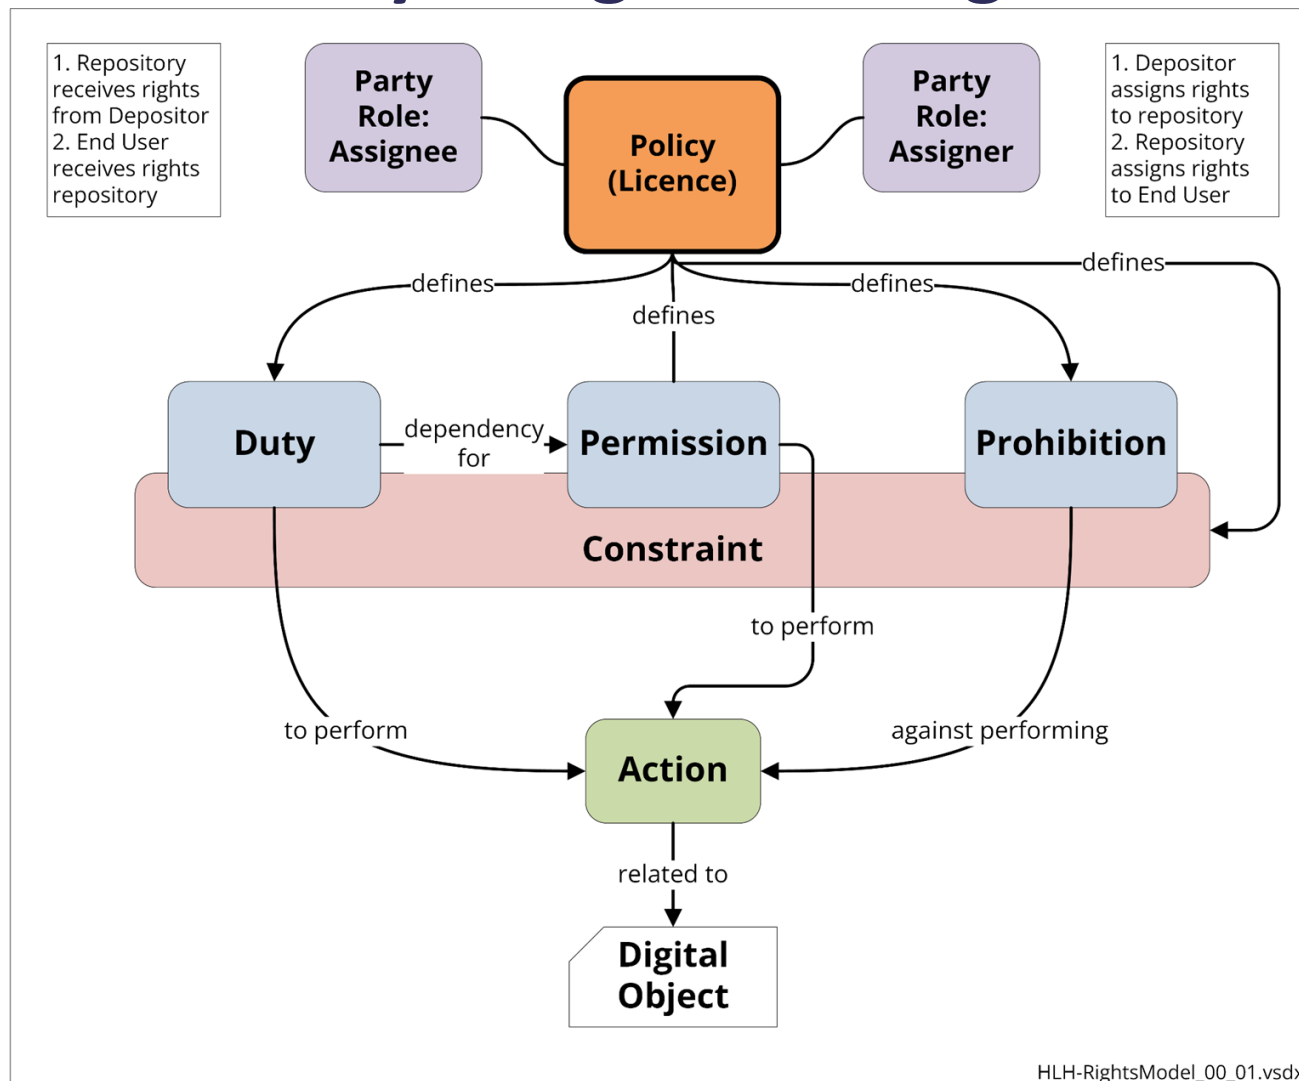 1. Repository
receives rights
from Depositor
2. End User
receives rights
repository
Party
Role:
Assignee
Policy
(Licence)
Party
Role:
Assigner
1. Depositor
assigns rights
to repository
2. Repository
assigns rights
to End User
defines
defines
defines
defines
Duty
dependency
for
Permission
Prohibition
Constraint
to perform
to perform
against performing
Action
related to
Digital
Object
HLH-RightsModel_00_01.vsdx